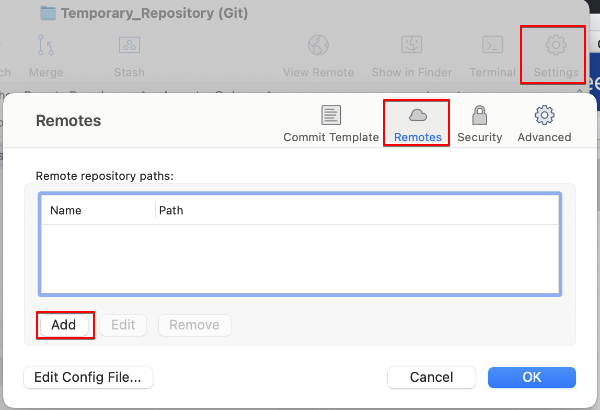 Temporary_Repository (Git)
Merge Stash View Remote Show in Finder Terminal Settings
Remotes
Commit Template Remotes Security Advanced
Remote repository paths:
Name Path
Add Edit Remove
Edit Config File... Cancel OK